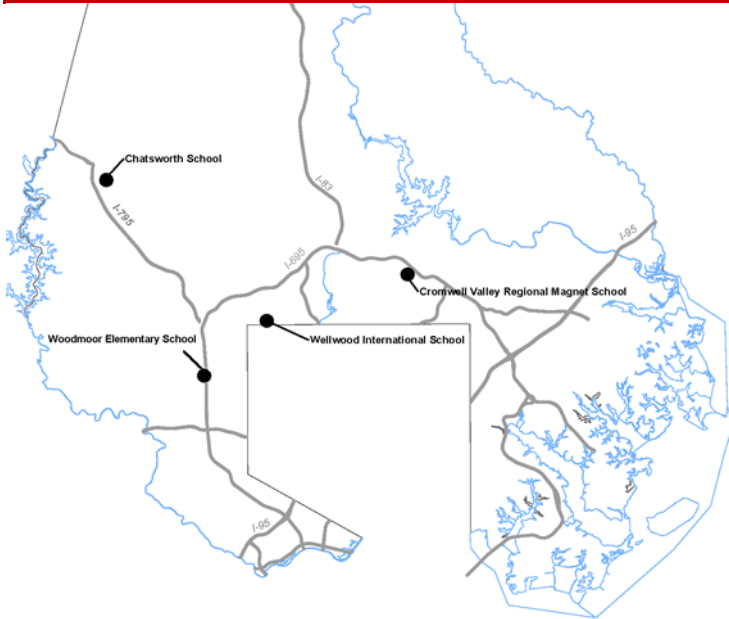 Chatsworth School
I-83
I-795
I-95
I-695
Cromwell Valley Regional Magnet School
Woodmoor Elementary School
Wellwood International School
I-95